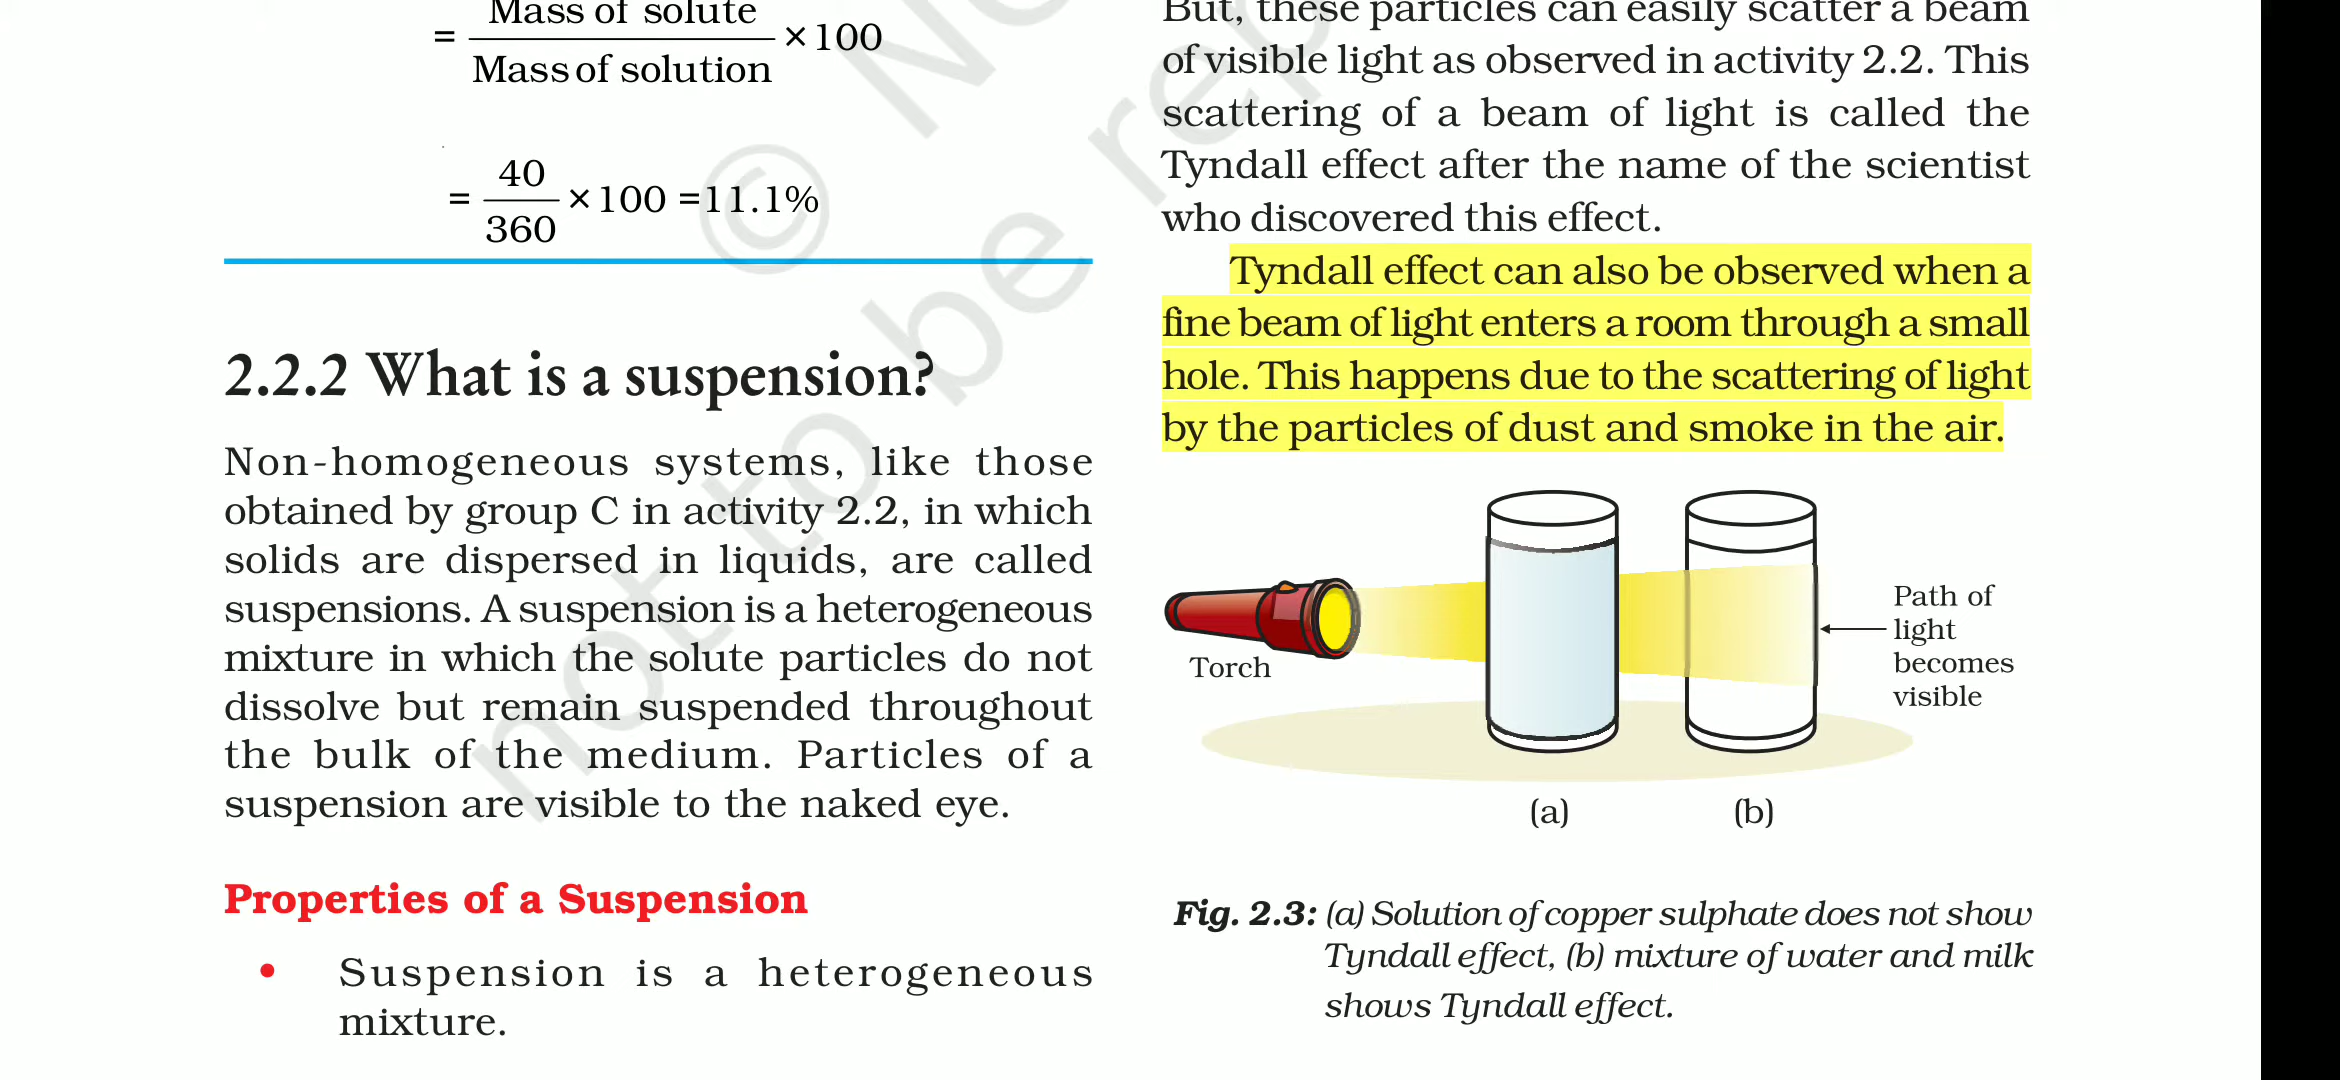 = Mass of solute / Mass of solution ×100
= 40 / 360 ×100 =11.1%
2.2.2 What is a suspension?
Non-homogeneous systems, like those
obtained by group C in activity 2.2, in which
solids are dispersed in liquids, are called
suspensions. A suspension is a heterogeneous
mixture in which the solute particles do not
dissolve but remain suspended throughout
the bulk of the medium. Particles of a
suspension are visible to the naked eye.
Properties of a Suspension
• Suspension is a heterogeneous
mixture.
But, these particles can easily scatter a beam
of visible light as observed in activity 2.2. This
scattering of a beam of light is called the
Tyndall effect after the name of the scientist
who discovered this effect.
Tyndall effect can also be observed when a
fine beam of light enters a room through a small
hole. This happens due to the scattering of light
by the particles of dust and smoke in the air.
Torch
Path of
light
becomes
visible
(a) (b)
Fig. 2.3: (a) Solution of copper sulphate does not show
Tyndall effect, (b) mixture of water and milk
shows Tyndall effect.
©
not to be